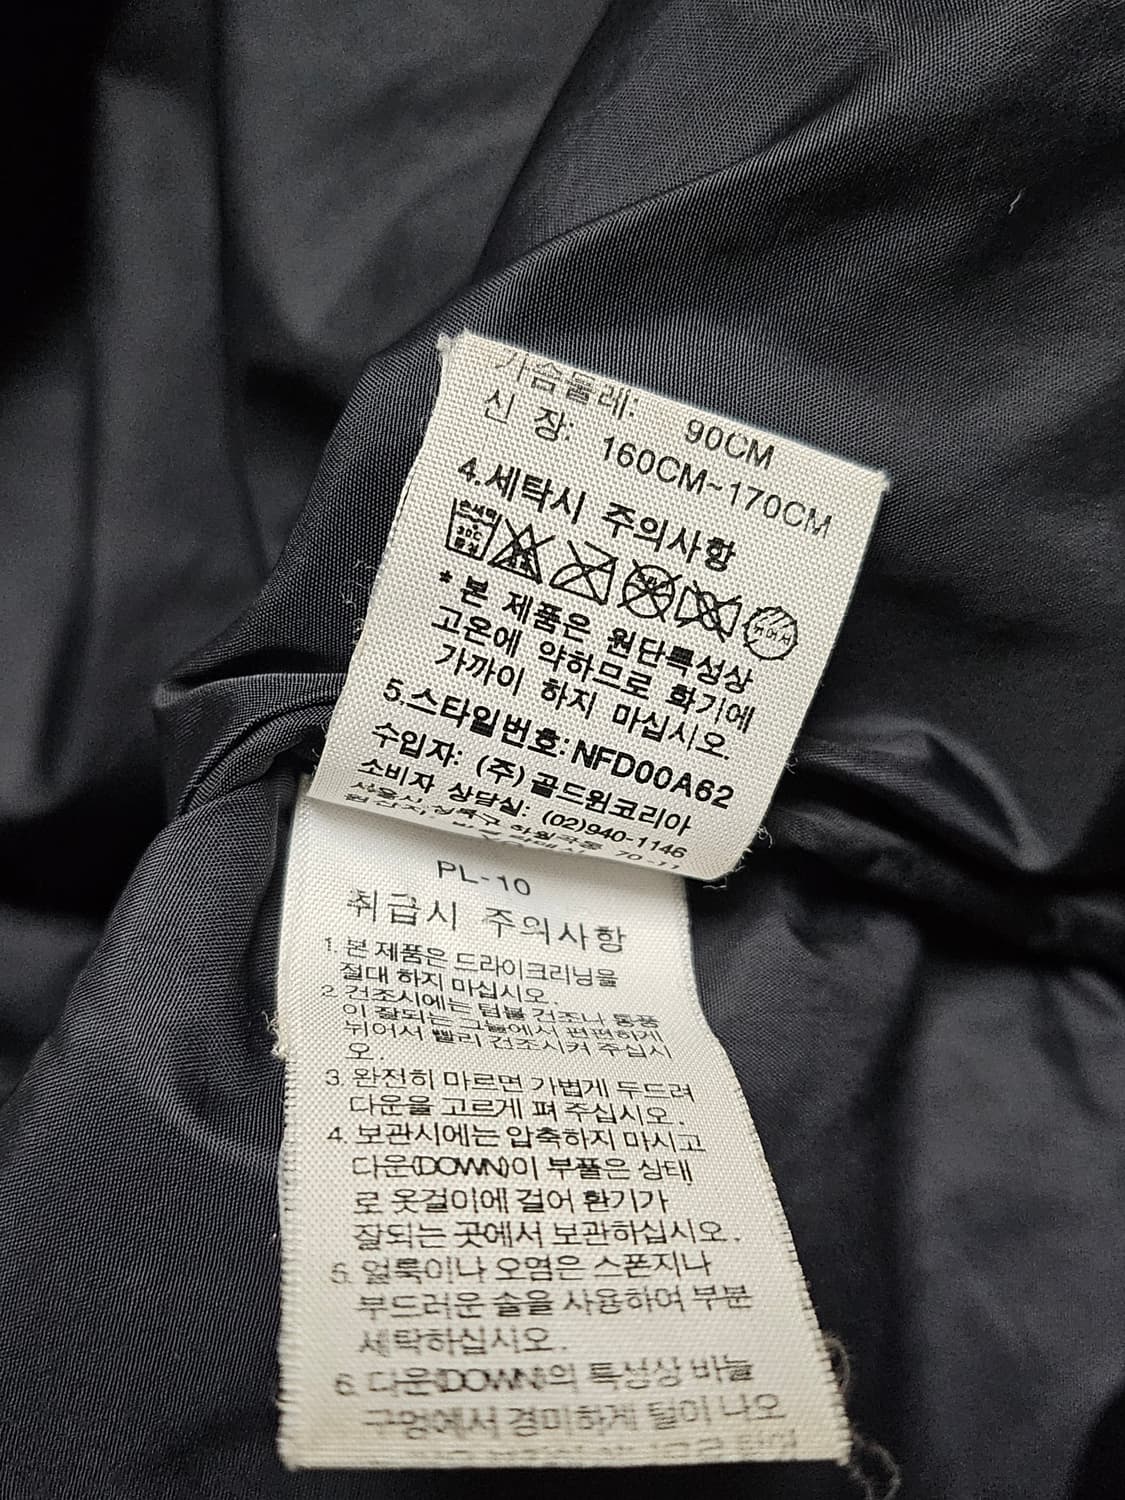 가슴둘레: 90CM
신 장: 160CM~170CM
4.세탁시 주의사항
손세탁
30℃
중성
* 본 제품은 원단특성상
고온에 약하므로 화기에
가까이 하지 마십시오.
5.스타일번호: NFD00A62
수입자: (주)골드윈코리아
소비자 상담실: (02)940-1146
70-11
PL-10
취급시 주의사항
1. 본 제품은 드라이크리닝을
절대 하지 마십시오.
2. 건조시에는 텀블 건조나 통풍
이 잘되는 그늘에서 편편하게
뉘어서 빨리 건조시켜 주십시
오.
3. 완전히 마르면 가볍게 두드려
다운을 고르게 펴 주십시오.
4. 보관시에는 압축하지 마시고
다운(DOWN)이 부풀은 상태
로 옷걸이에 걸어 환기가
잘되는 곳에서 보관하십시오.
5. 얼룩이나 오염은 스폰지나
부드러운 솔을 사용하여 부분
세탁하십시오.
6. 다운(DOWN)의 특성상 바늘
구멍에서 경미하게 털이 나오